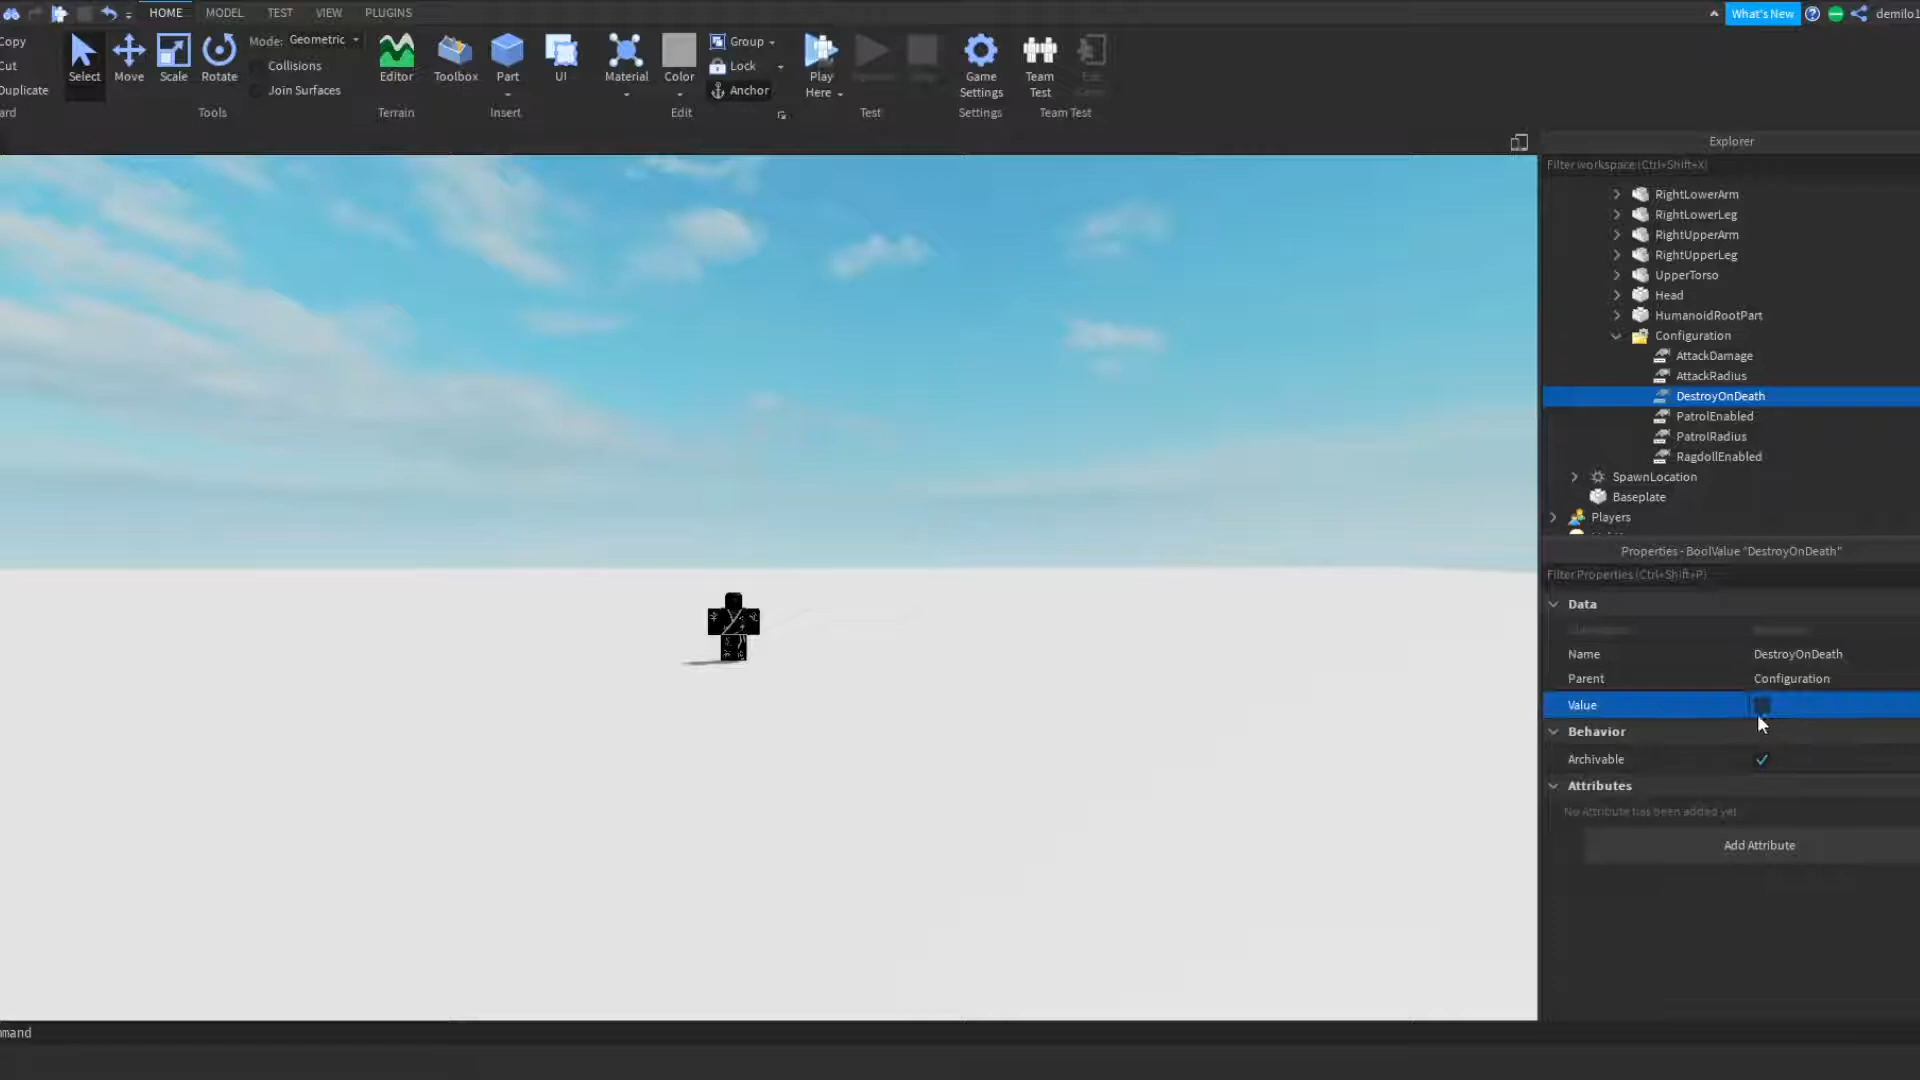 HOME MODEL TEST VIEW PLUGINS What's New demilo1
Copy
Cut
Duplicate
ard
Select Move Scale Rotate
Mode: Geometric
Collisions
Join Surfaces
Tools
Editor
Terrain
Toolbox Part UI
Insert
Material Color
Group
Lock
Anchor
Edit
Play
Here
Test
Game
Settings
Settings
Team
Test
Team Test
Explorer
Filter workspace (Ctrl+Shift+X)
RightLowerArm
RightLowerLeg
RightUpperArm
RightUpperLeg
UpperTorso
Head
HumanoidRootPart
Configuration
AttackDamage
AttackRadius
DestroyOnDeath
PatrolEnabled
PatrolRadius
RagdollEnabled
SpawnLocation
Baseplate
Players
Properties - BoolValue "DestroyOnDeath"
Filter Properties (Ctrl+Shift+P)
Data
Name DestroyOnDeath
Parent Configuration
Value
Behavior
Archivable
Attributes
No Attribute has been added yet
Add Attribute
mmand